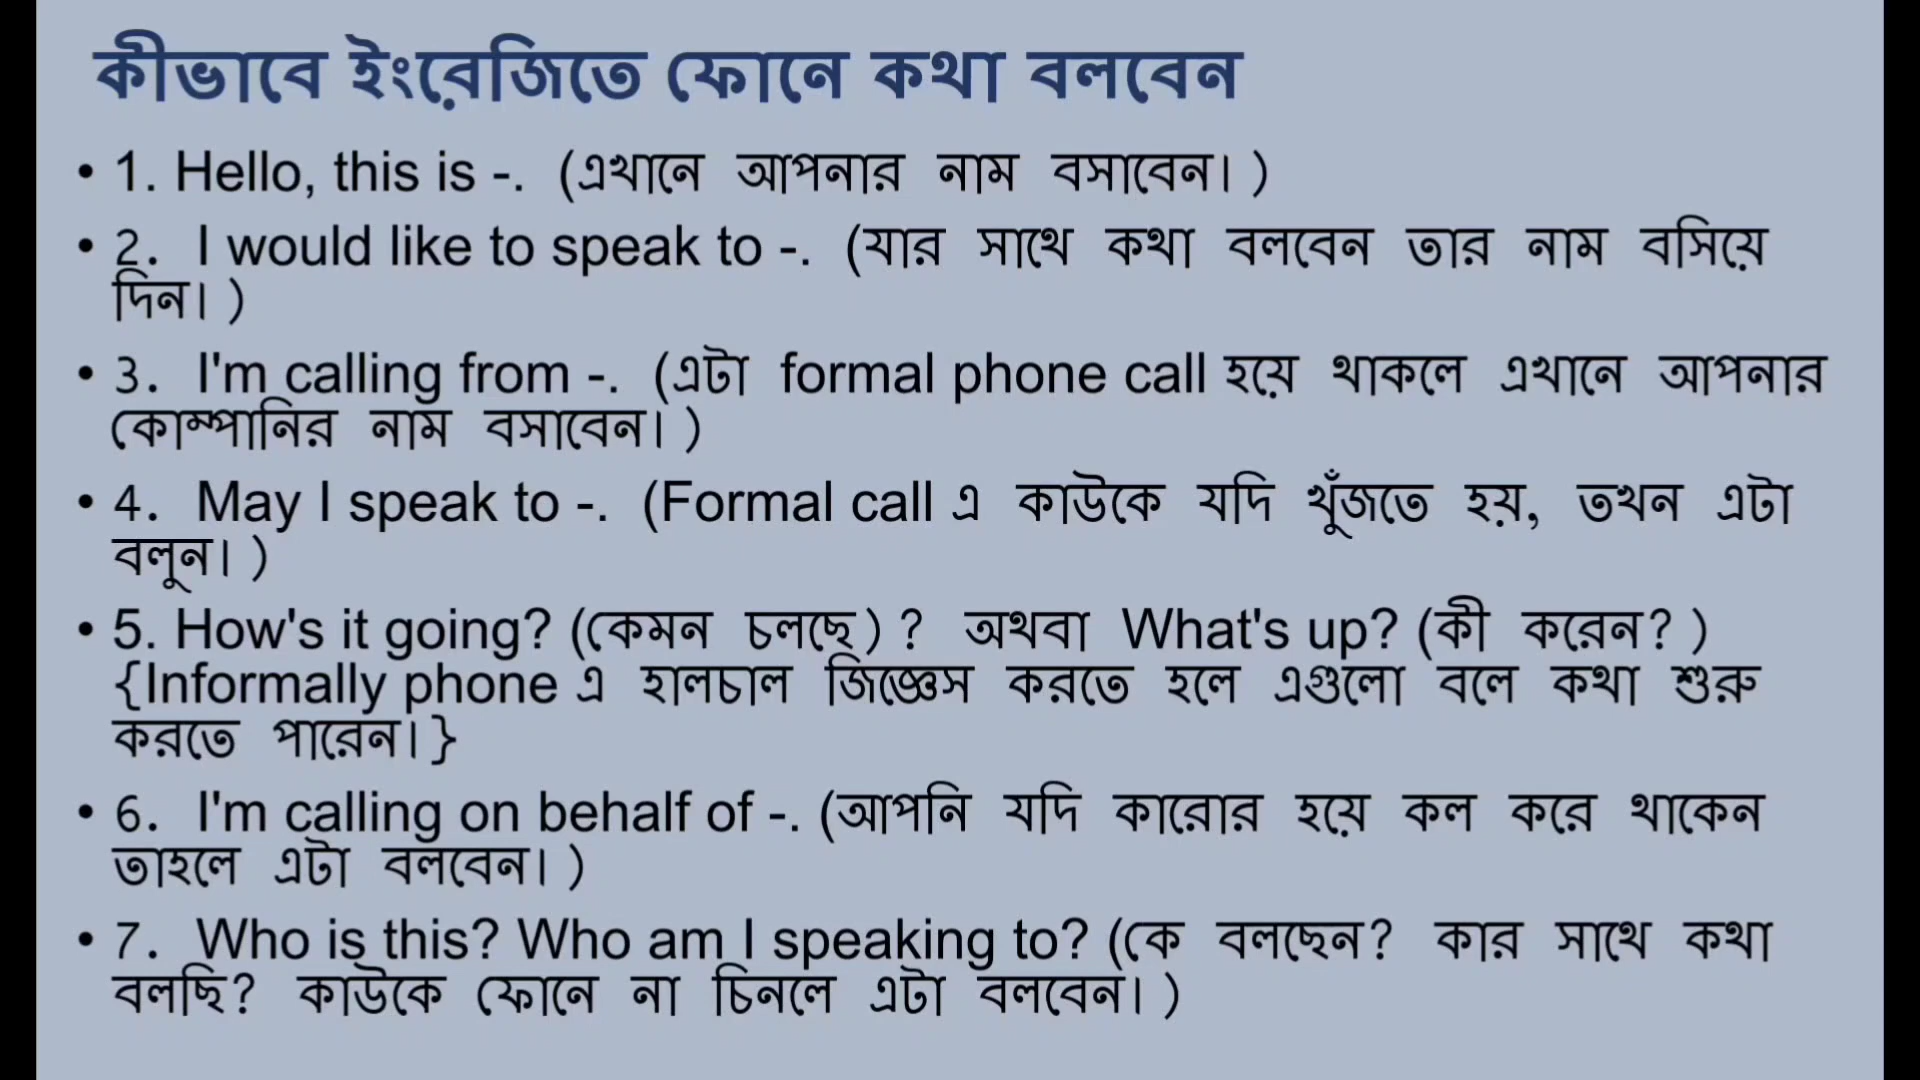 কীভাবে ইংরেজিতে ফোনে কথা বলবেন
• 1. Hello, this is -. (এখানে আপনার নাম বসাবেন। )
• 2. I would like to speak to -. (যার সাথে কথা বলবেন তার নাম বসিয়ে
দিন। )
• 3. I'm calling from -. (এটা formal phone call হয়ে থাকলে এখানে আপনার
কোম্পানির নাম বসাবেন। )
• 4. May I speak to -. (Formal call এ কাউকে যদি খুঁজতে হয়, তখন এটা
বলুন। )
• 5. How's it going? (কেমন চলছে) ? অথবা What's up? (কী করেন? )
{Informally phone এ হালচাল জিজ্ঞেস করতে হলে এগুলো বলে কথা শুরু
করতে পারেন। }
• 6. I'm calling on behalf of -. (আপনি যদি কারোর হয়ে কল করে থাকেন
তাহলে এটা বলবেন। )
• 7. Who is this? Who am I speaking to? (কে বলছেন? কার সাথে কথা
বলছি? কাউকে ফোনে না চিনলে এটা বলবেন। )